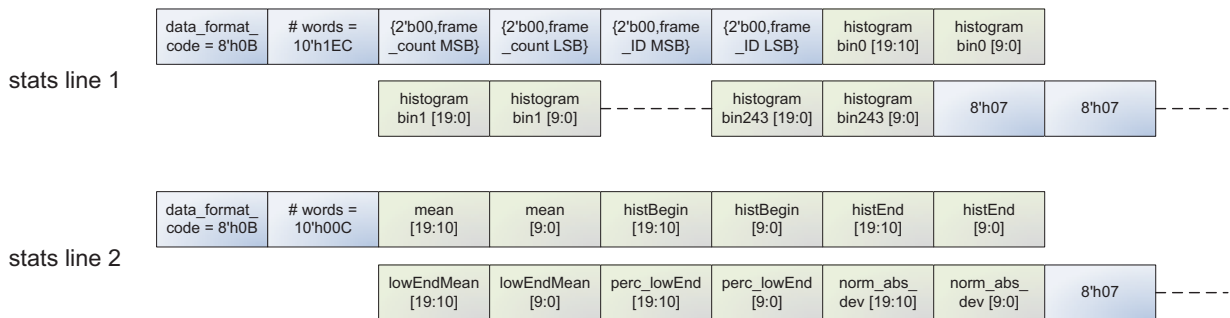 data_format_
code = 8'h0B
# words =
10'h1EC
{2'b00,frame
_count MSB}
{2'b00,frame
_count LSB}
{2'b00,frame
_ID MSB}
{2'b00,frame
_ID LSB}
histogram
bin0 [19:10]
histogram
bin0 [9:0]
stats line 1
histogram
bin1 [19:0]
histogram
bin1 [9:0]
histogram
bin243 [19:0]
histogram
bin243 [9:0]
8'h07
8'h07
data_format_
code = 8'h0B
# words =
10'h00C
mean
[19:10]
mean
[9:0]
histBegin
[19:10]
histBegin
[9:0]
histEnd
[19:10]
histEnd
[9:0]
stats line 2
lowEndMean
[19:10]
lowEndMean
[9:0]
perc_lowEnd
[19:10]
perc_lowEnd
[9:0]
norm_abs_
dev [19:10]
norm_abs_
dev [9:0]
8'h07